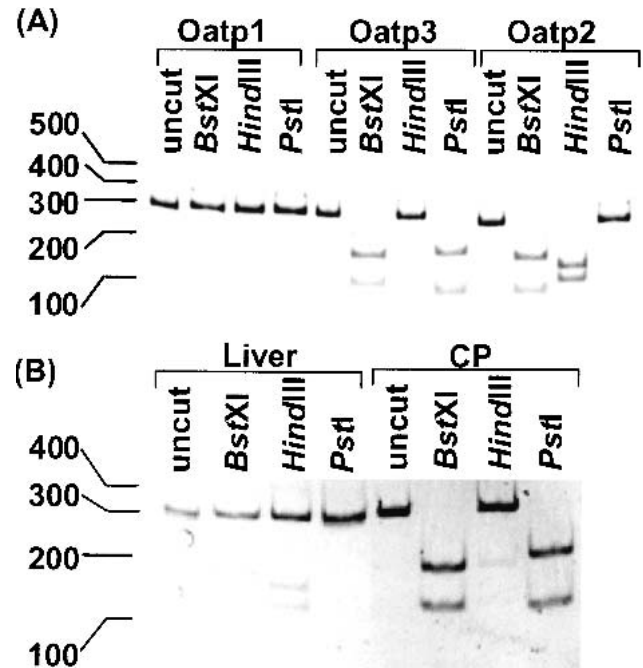 (A)
Oatp1 Oatp3 Oatp2
uncut BstXI HindIII PstI uncut BstXI HindIII PstI uncut BstXI HindIII PstI
500
400
300
200
100
(B)
Liver CP
uncut BstXI HindIII PstI uncut BstXI HindIII PstI
400
300
200
100